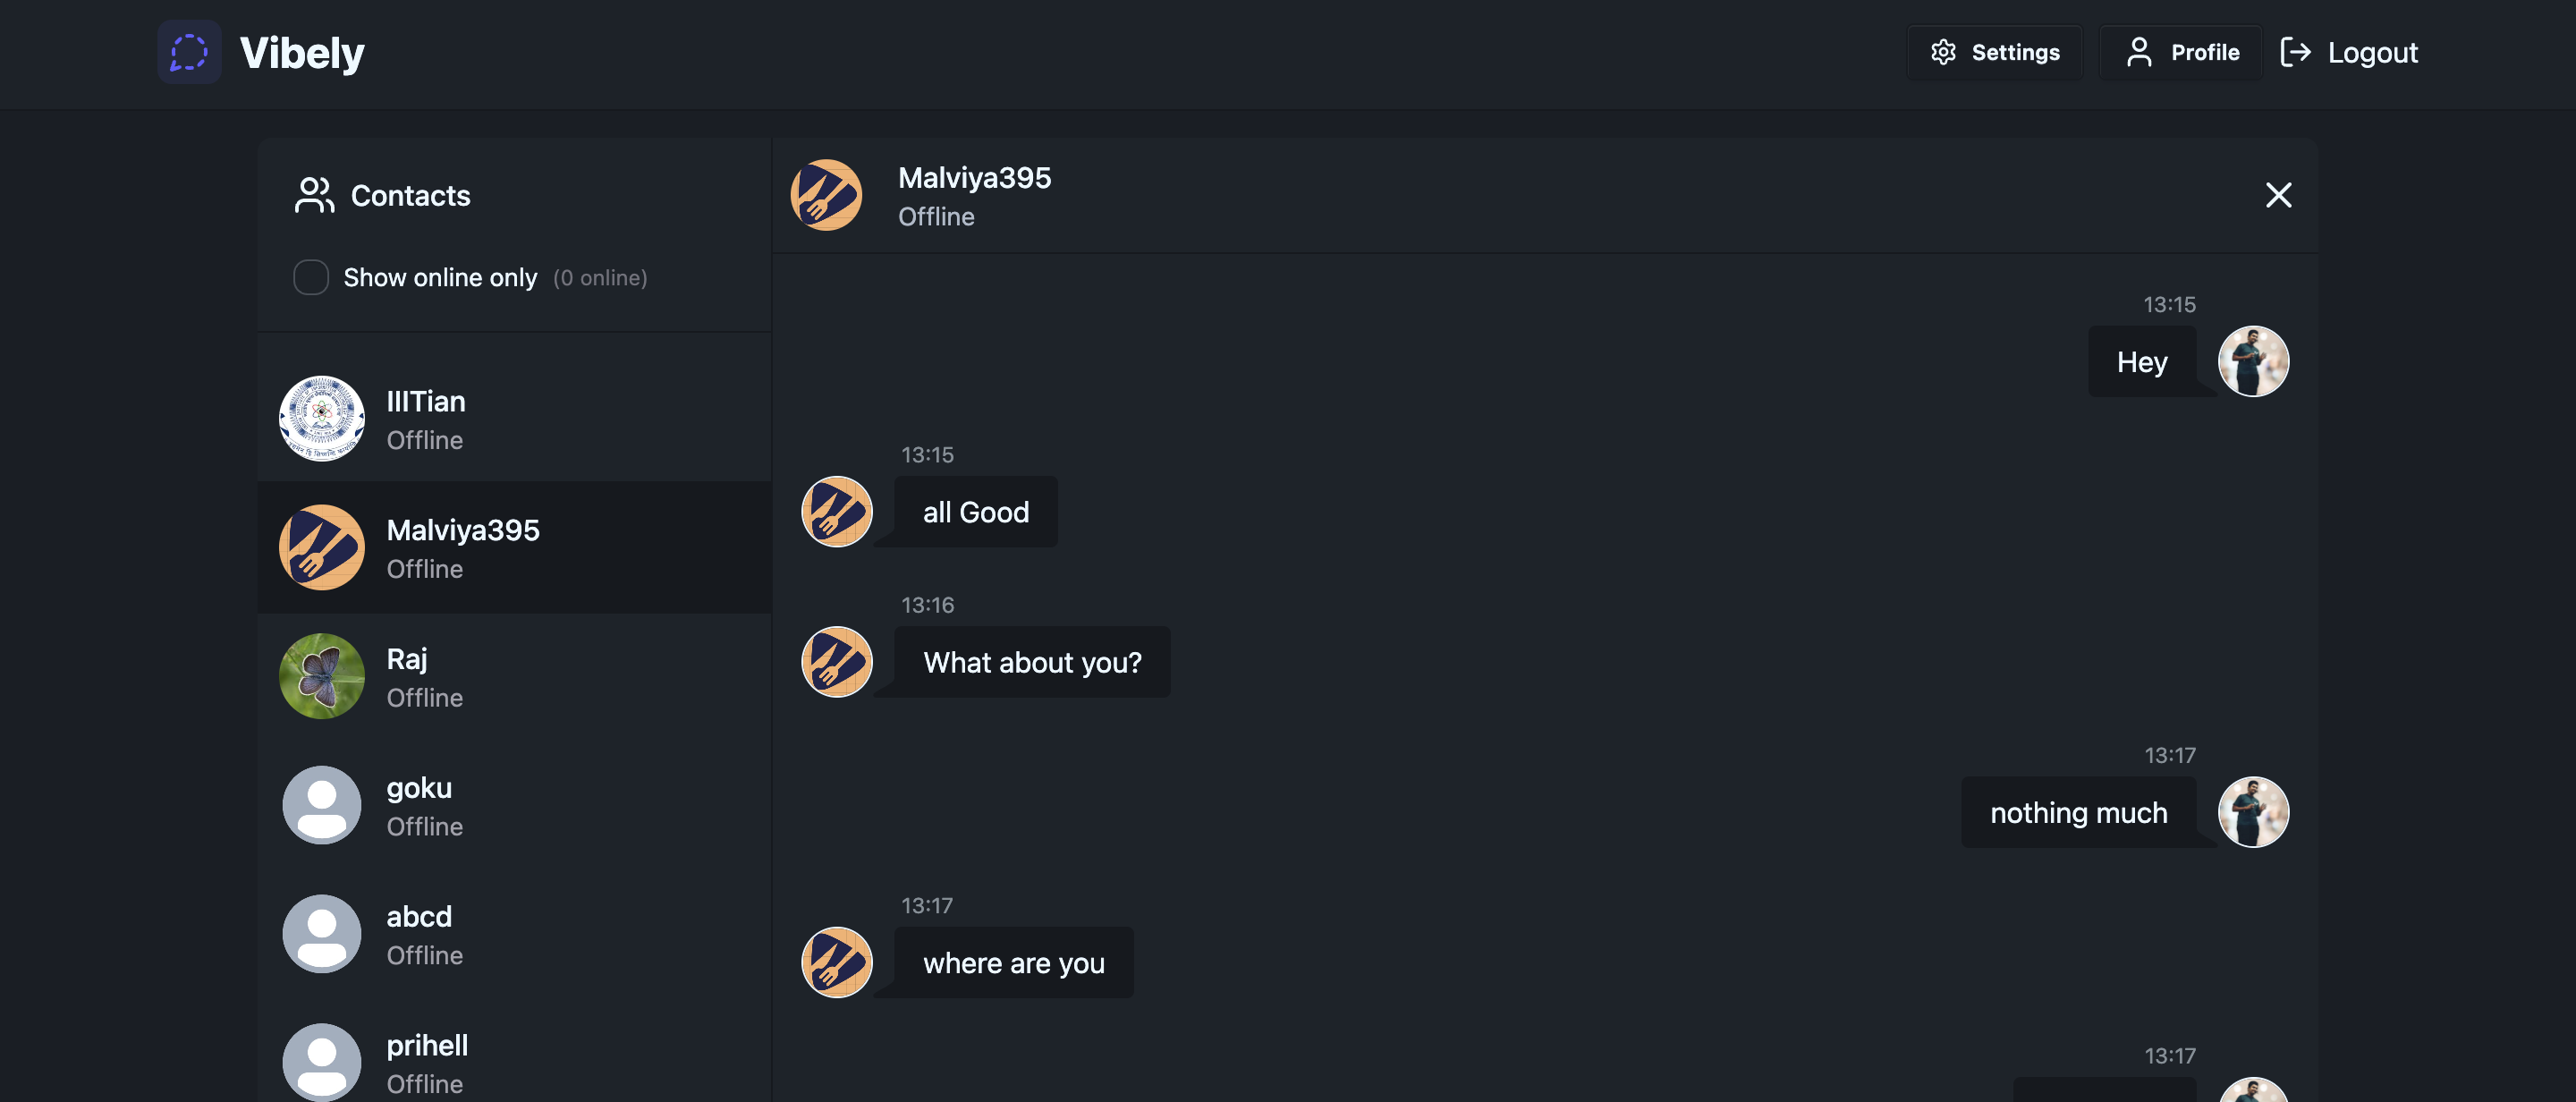 Vibely
Settings
Profile
Logout
Contacts
Show online only (0 online)
IIITian
Offline
Malviya395
Offline
Raj
Offline
goku
Offline
abcd
Offline
prihell
Offline
Malviya395
Offline
13:15
Hey
13:15
all Good
13:16
What about you?
13:17
nothing much
13:17
where are you
13:17